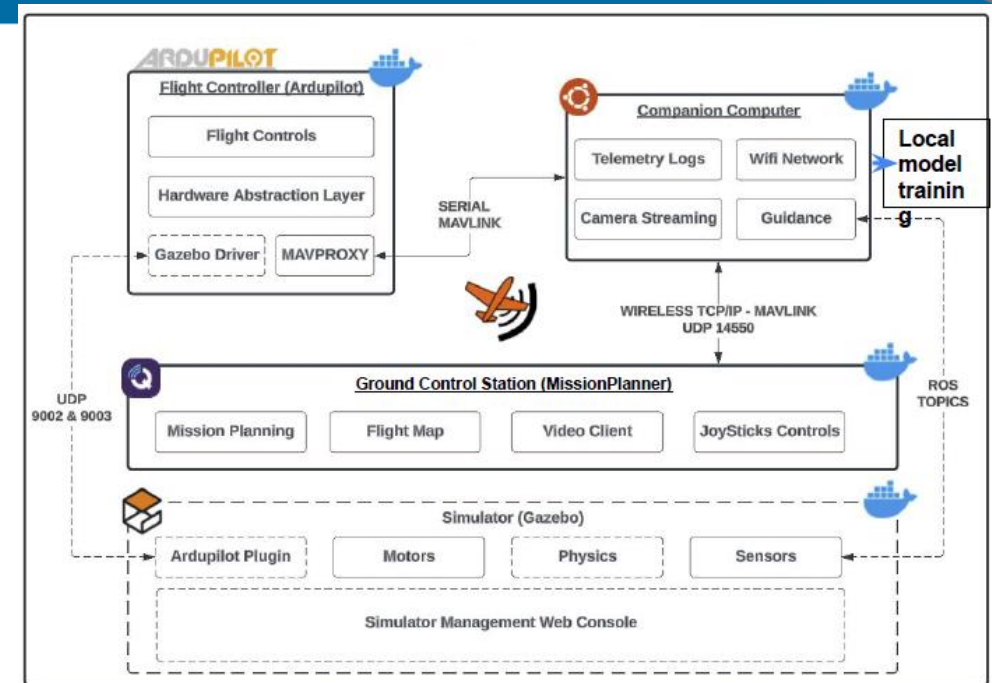 ARDUPILOT
Flight Controller (Ardupilot)
Flight Controls
Hardware Abstraction Layer
Gazebo Driver
MAVPROXY
SERIAL
MAVLINK
Companion Computer
Telemetry Logs
Wifi Network
Camera Streaming
Guidance
Local
model
trainin
g
WIRELESS TCP/IP - MAVLINK
UDP 14550
UDP
9002 & 9003
Ground Control Station (MissionPlanner)
Mission Planning
Flight Map
Video Client
JoySticks Controls
ROS
TOPICS
Simulator (Gazebo)
Ardupilot Plugin
Motors
Physics
Sensors
Simulator Management Web Console